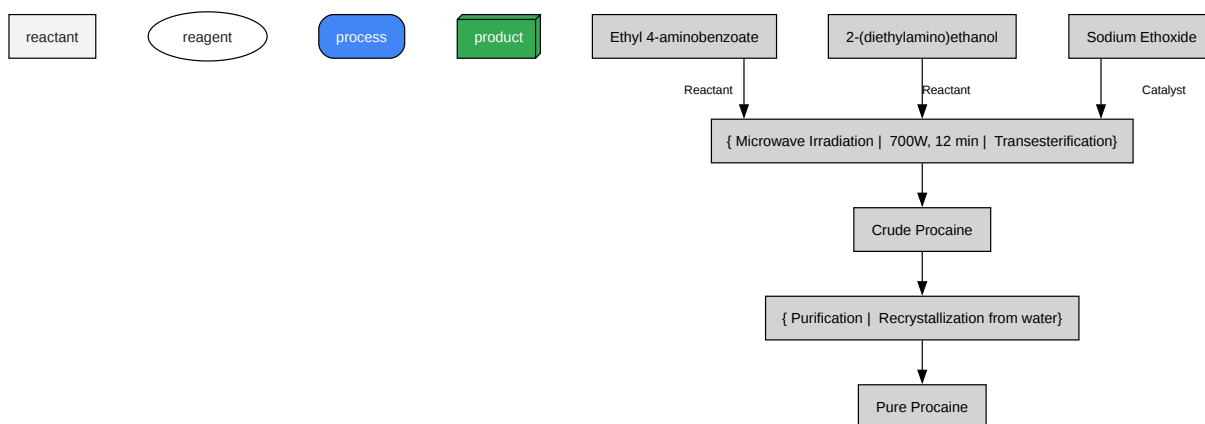 reactant
reagent
process
product
Ethyl 4-aminobenzoate
2-(diethylamino)ethanol
Sodium Ethoxide
Reactant
Reactant
Catalyst
{ Microwave Irradiation | 700W, 12 min | Transesterification}
Crude Procaine
{ Purification | Recrystallization from water}
Pure Procaine